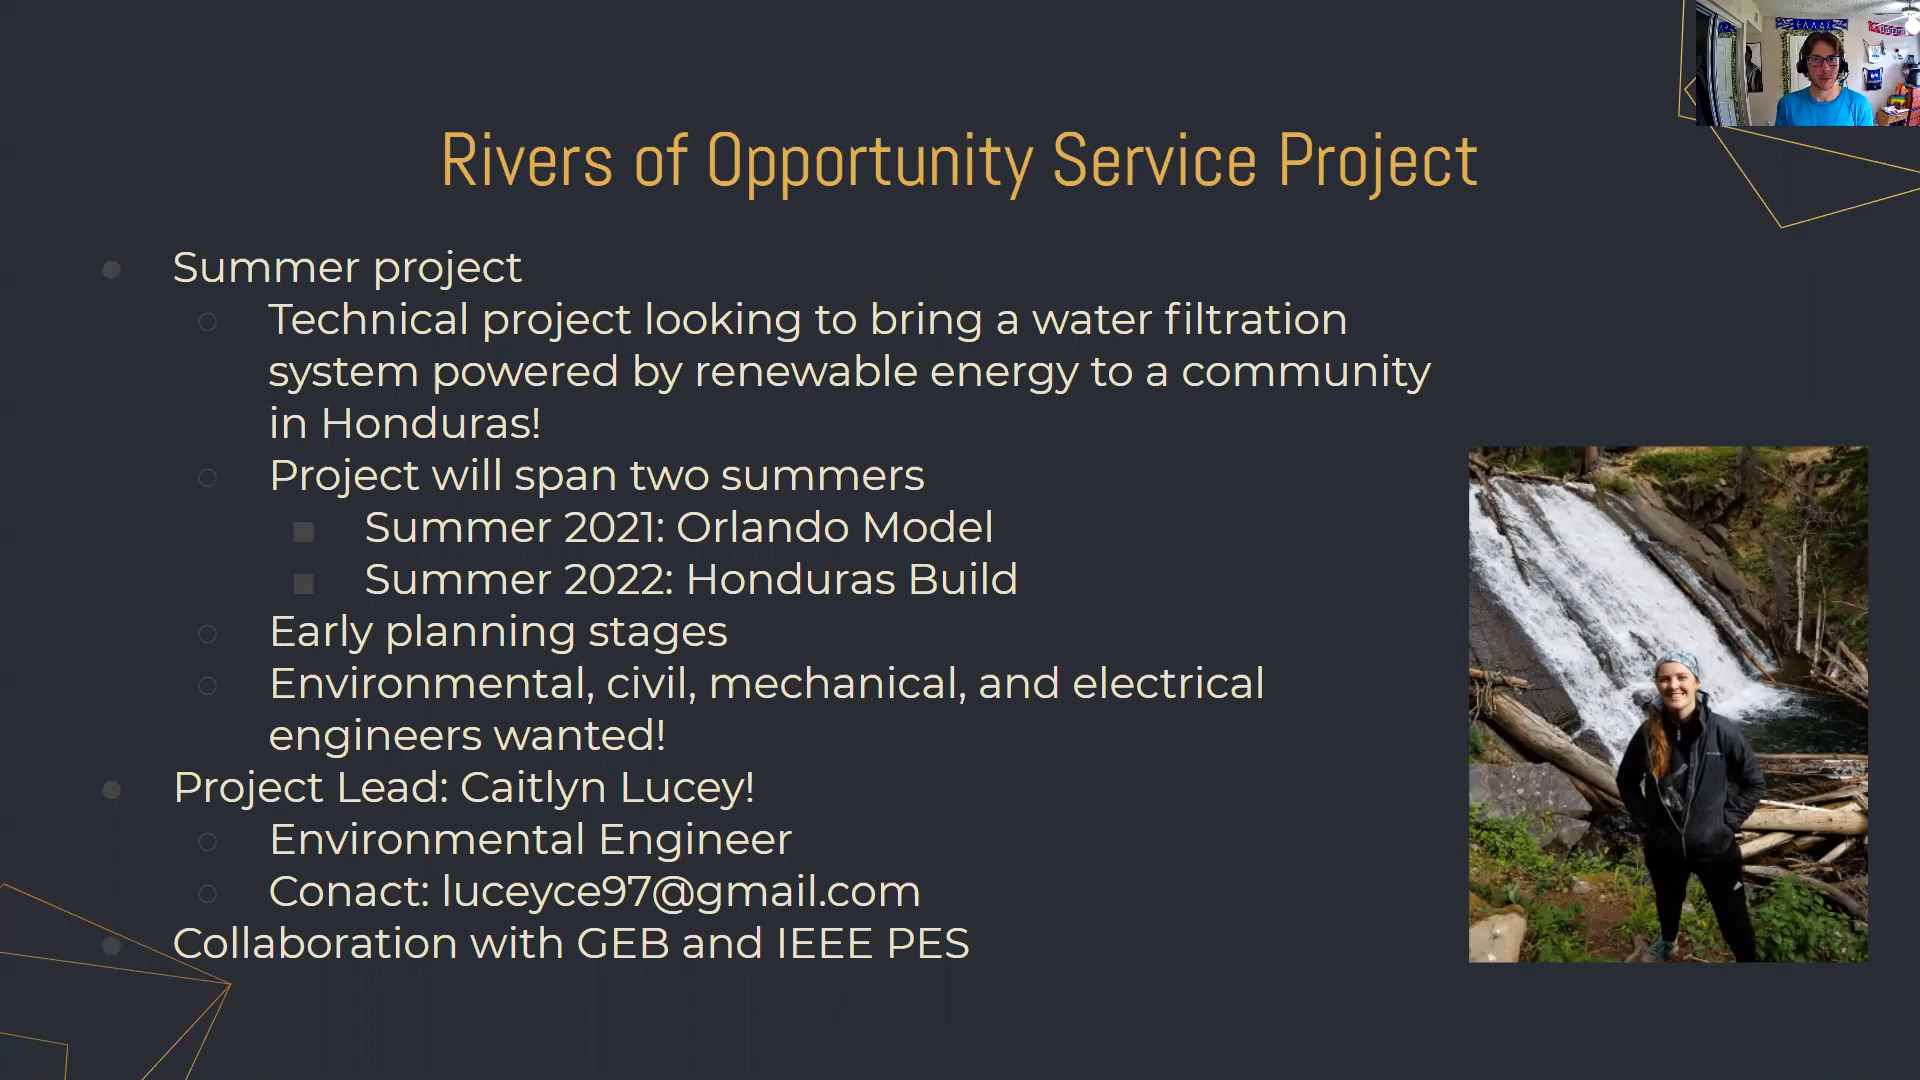 Rivers of Opportunity Service Project
Summer project
Technical project looking to bring a water filtration
system powered by renewable energy to a community
in Honduras!
Project will span two summers
Summer 2021: Orlando Model
Summer 2022: Honduras Build
Early planning stages
Environmental, civil, mechanical, and electrical
engineers wanted!
Project Lead: Caitlyn Lucey!
Environmental Engineer
Conact: luceyce97@gmail.com
Collaboration with GEB and IEEE PES